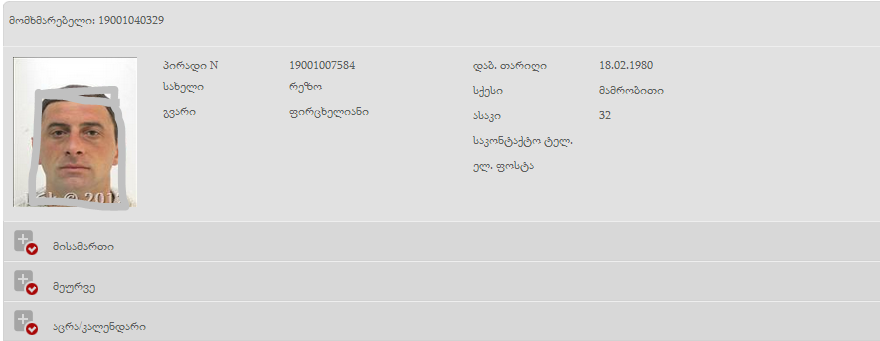 მომხმარებელი: 19001040329
პირადი N 19001007584 დაბ. თარიღი 18.02.1980
სახელი რეზო სქესი მამრობითი
გვარი ფირცხელიანი ასაკი 32
საკონტაქტო ტელ.
ელ. ფოსტა
მისამართი
მეურვე
აცრა/კალენდარი